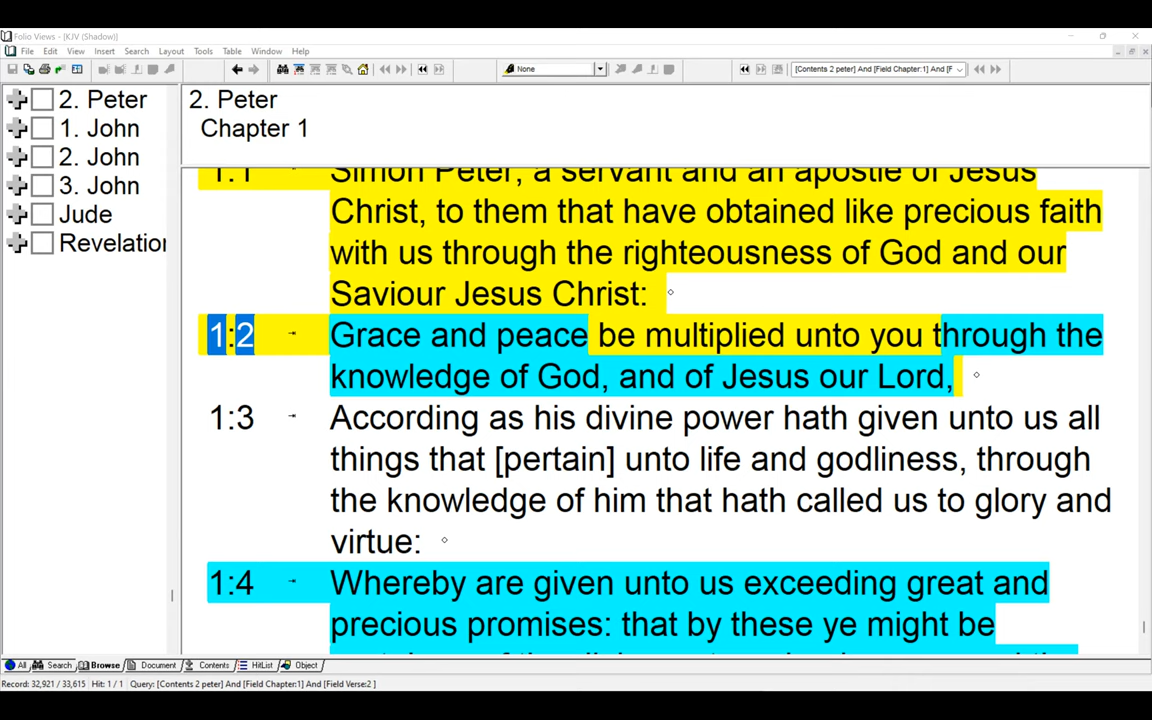 Folio Views - [KJV (Shadow)]
File Edit View Insert Search Layout Tools Table Window Help
None
[Contents 2 peter] And [Field Chapter:1] And [F
2. Peter
1. John
2. John
3. John
Jude
Revelation
2. Peter
Chapter 1
1:1 Simon Peter, a servant and an apostle of Jesus
Christ, to them that have obtained like precious faith
with us through the righteousness of God and our
Saviour Jesus Christ:
1:2 Grace and peace be multiplied unto you through the
knowledge of God, and of Jesus our Lord,
1:3 According as his divine power hath given unto us all
things that [pertain] unto life and godliness, through
the knowledge of him that hath called us to glory and
virtue:
1:4 Whereby are given unto us exceeding great and
precious promises: that by these ye might be
All Search Browse Document Contents HitList Object
Record: 32,921 / 33,615 Hit: 1 / 1 Query: [Contents 2 peter] And [Field Chapter:1] And [Field Verse:2 ]